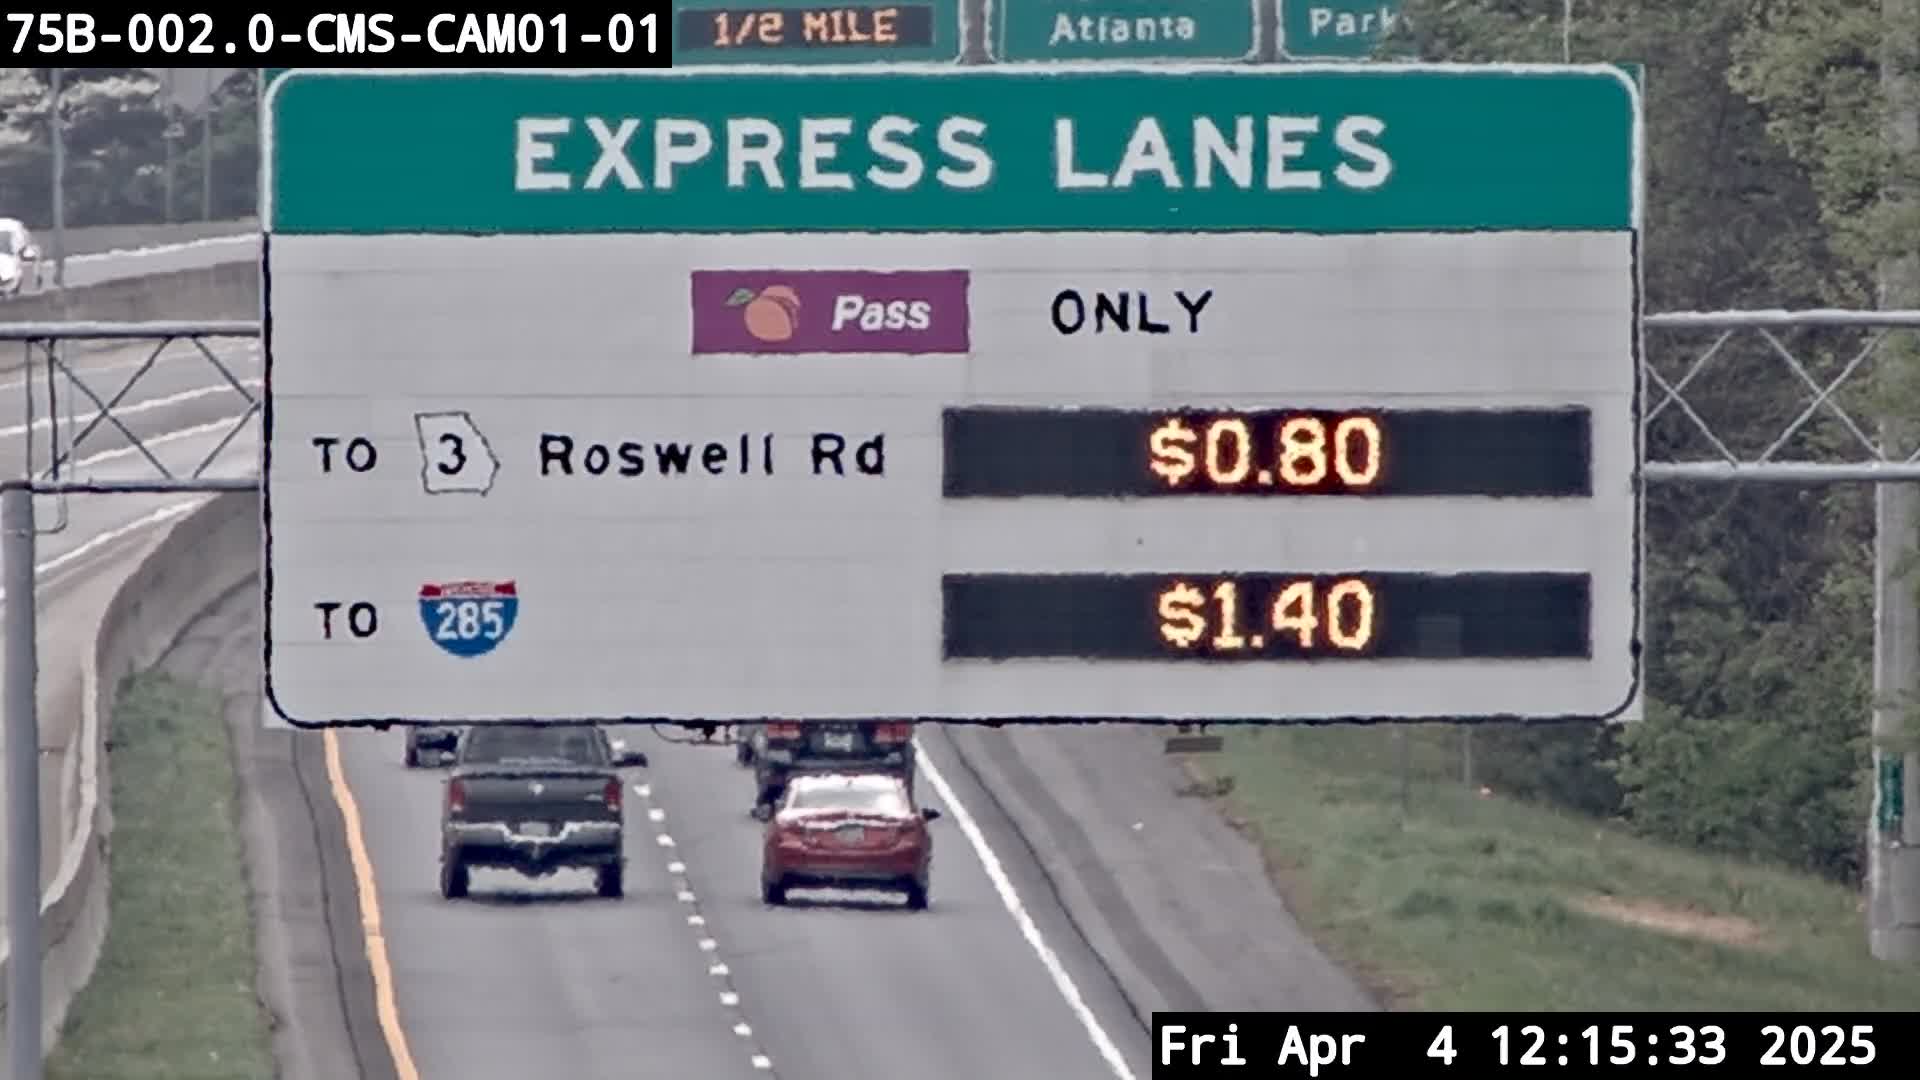 75B-002.0-CMS-CAM01-01
1/2 MILE
Atlanta
Park
EXPRESS LANES
Pass ONLY
TO 3 Roswell Rd $0.80
TO 285 $1.40
Fri Apr 4 12:15:33 2025